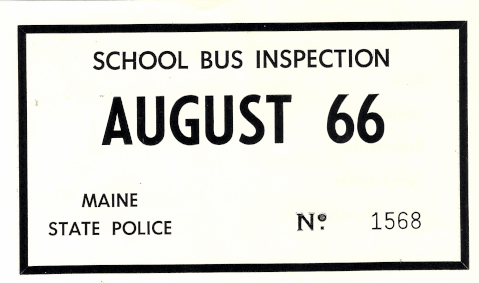 SCHOOL BUS INSPECTION
AUGUST 66
MAINE
STATE POLICE
Nº 1568